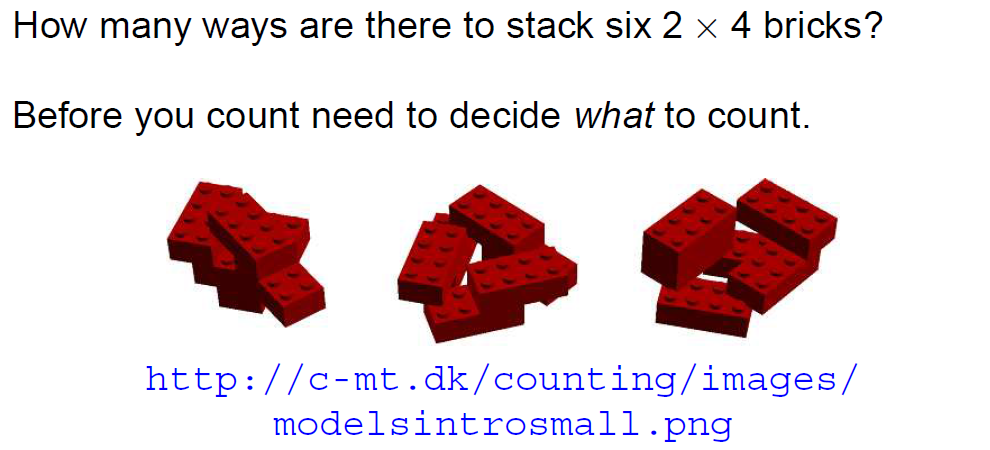 How many ways are there to stack six 2 × 4 bricks?
Before you count need to decide what to count.
http://c-mt.dk/counting/images/
modelsintrosmall.png